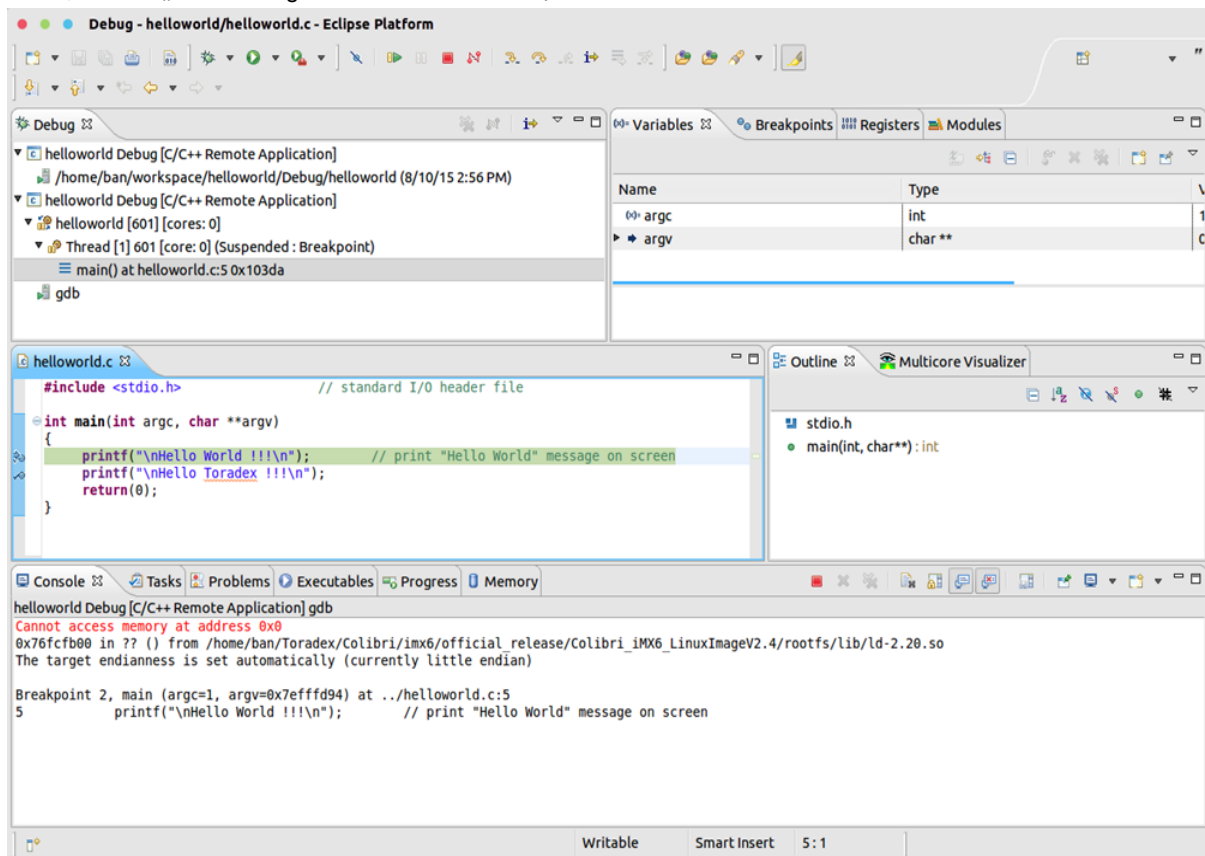 Debug - helloworld/helloworld.c - Eclipse Platform
Debug
helloworld Debug [C/C++ Remote Application]
/home/ban/workspace/helloworld/Debug/helloworld (8/10/15 2:56 PM)
helloworld Debug [C/C++ Remote Application]
helloworld [601] [cores: 0]
Thread [1] 601 [core: 0] (Suspended : Breakpoint)
main() at helloworld.c:5 0x103da
gdb
Variables Breakpoints Registers Modules
Name Type
argc int 1
argv char **
helloworld.c
#include <stdio.h> // standard I/O header file
int main(int argc, char **argv)
{
printf("\nHello World !!!\n"); // print "Hello World" message on screen
printf("\nHello Toradex !!!\n");
return(0);
}
Outline Multicore Visualizer
stdio.h
main(int, char**) : int
Console Tasks Problems Executables Progress Memory
helloworld Debug [C/C++ Remote Application] gdb
Cannot access memory at address 0x0
0x76fcfb00 in ?? () from /home/ban/Toradex/Colibri/imx6/official_release/Colibri_iMX6_LinuxImageV2.4/rootfs/lib/ld-2.20.so
The target endianness is set automatically (currently little endian)
Breakpoint 2, main (argc=1, argv=0x7efffd94) at ../helloworld.c:5
5 printf("\nHello World !!!\n"); // print "Hello World" message on screen
Writable Smart Insert 5 : 1